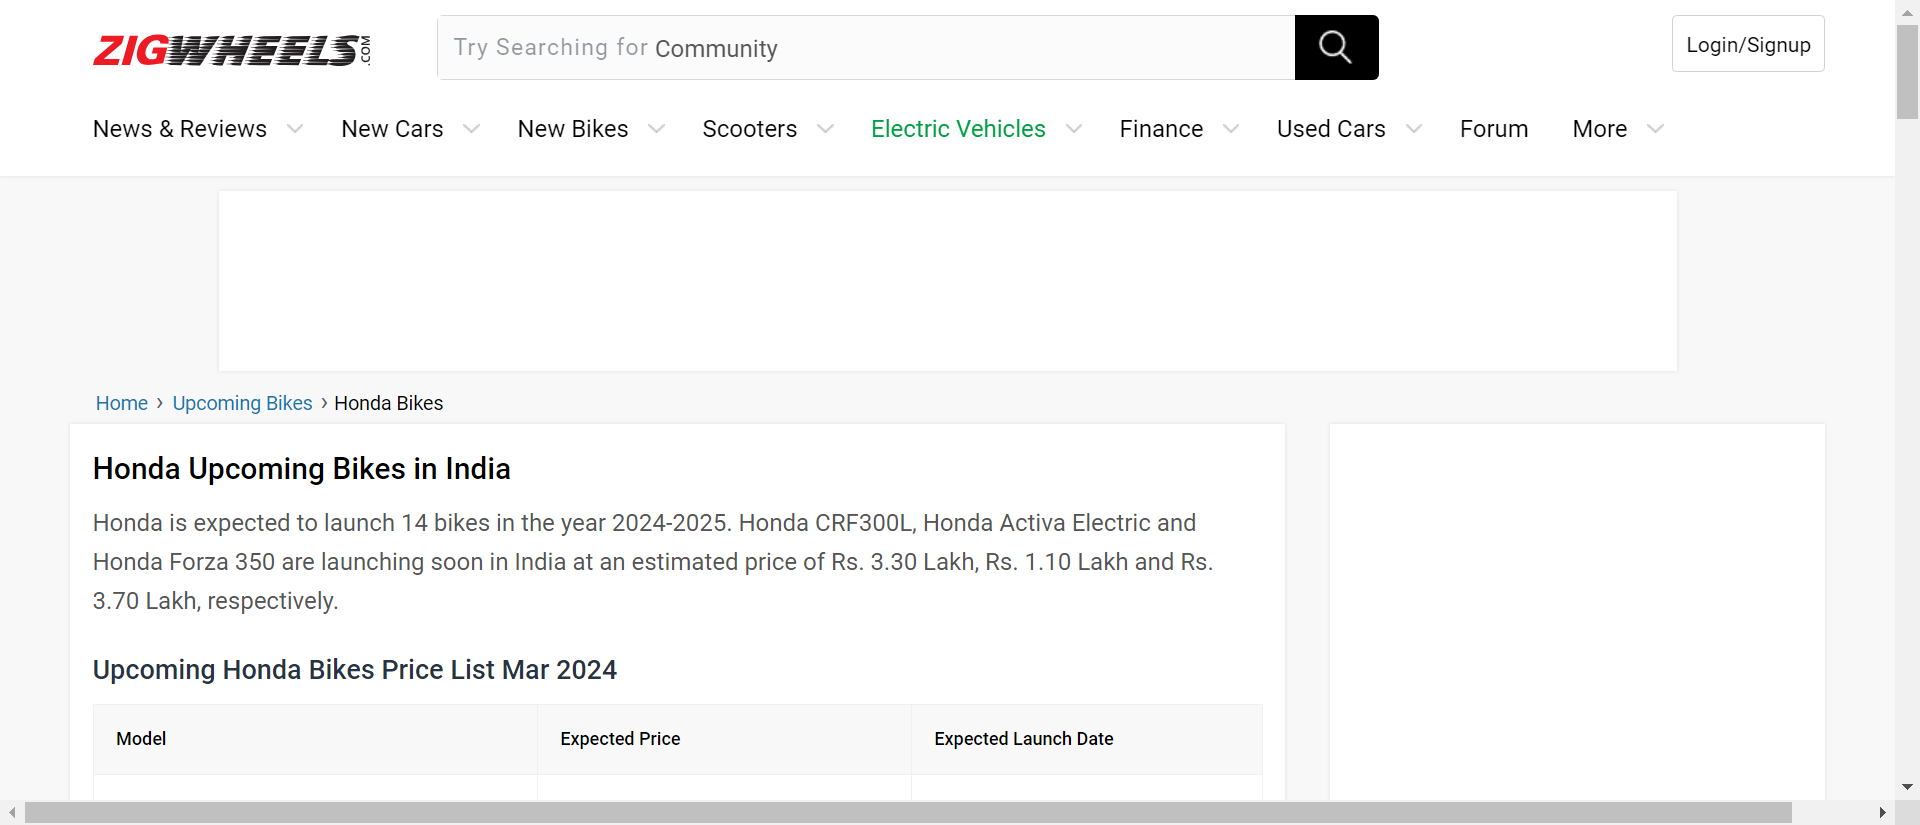 ZIGWHEELS.COM
Try Searching for Community
Login/Signup
News & Reviews New Cars New Bikes Scooters Electric Vehicles Finance Used Cars Forum More
Home › Upcoming Bikes › Honda Bikes
Honda Upcoming Bikes in India
Honda is expected to launch 14 bikes in the year 2024-2025. Honda CRF300L, Honda Activa Electric and
Honda Forza 350 are launching soon in India at an estimated price of Rs. 3.30 Lakh, Rs. 1.10 Lakh and Rs.
3.70 Lakh, respectively.
Upcoming Honda Bikes Price List Mar 2024
Model Expected Price Expected Launch Date